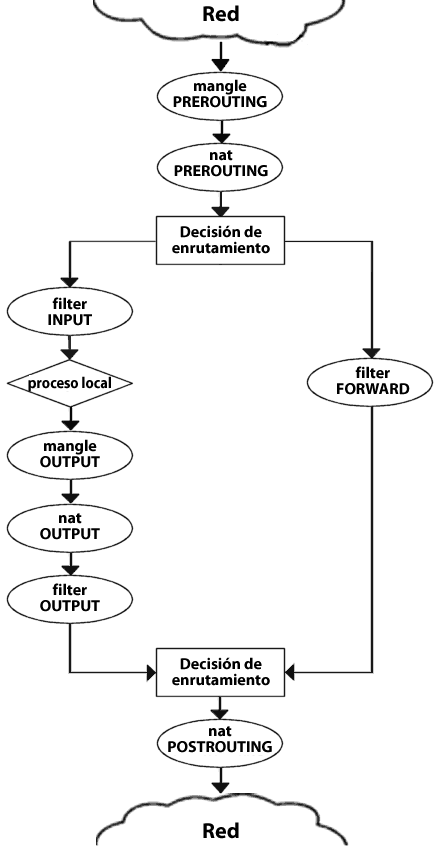 Red
mangle
PREROUTING
nat
PREROUTING
Decisión de
enrutamiento
filter
INPUT
proceso local
mangle
OUTPUT
nat
OUTPUT
filter
OUTPUT
filter
FORWARD
Decisión de
enrutamiento
nat
POSTROUTING
Red